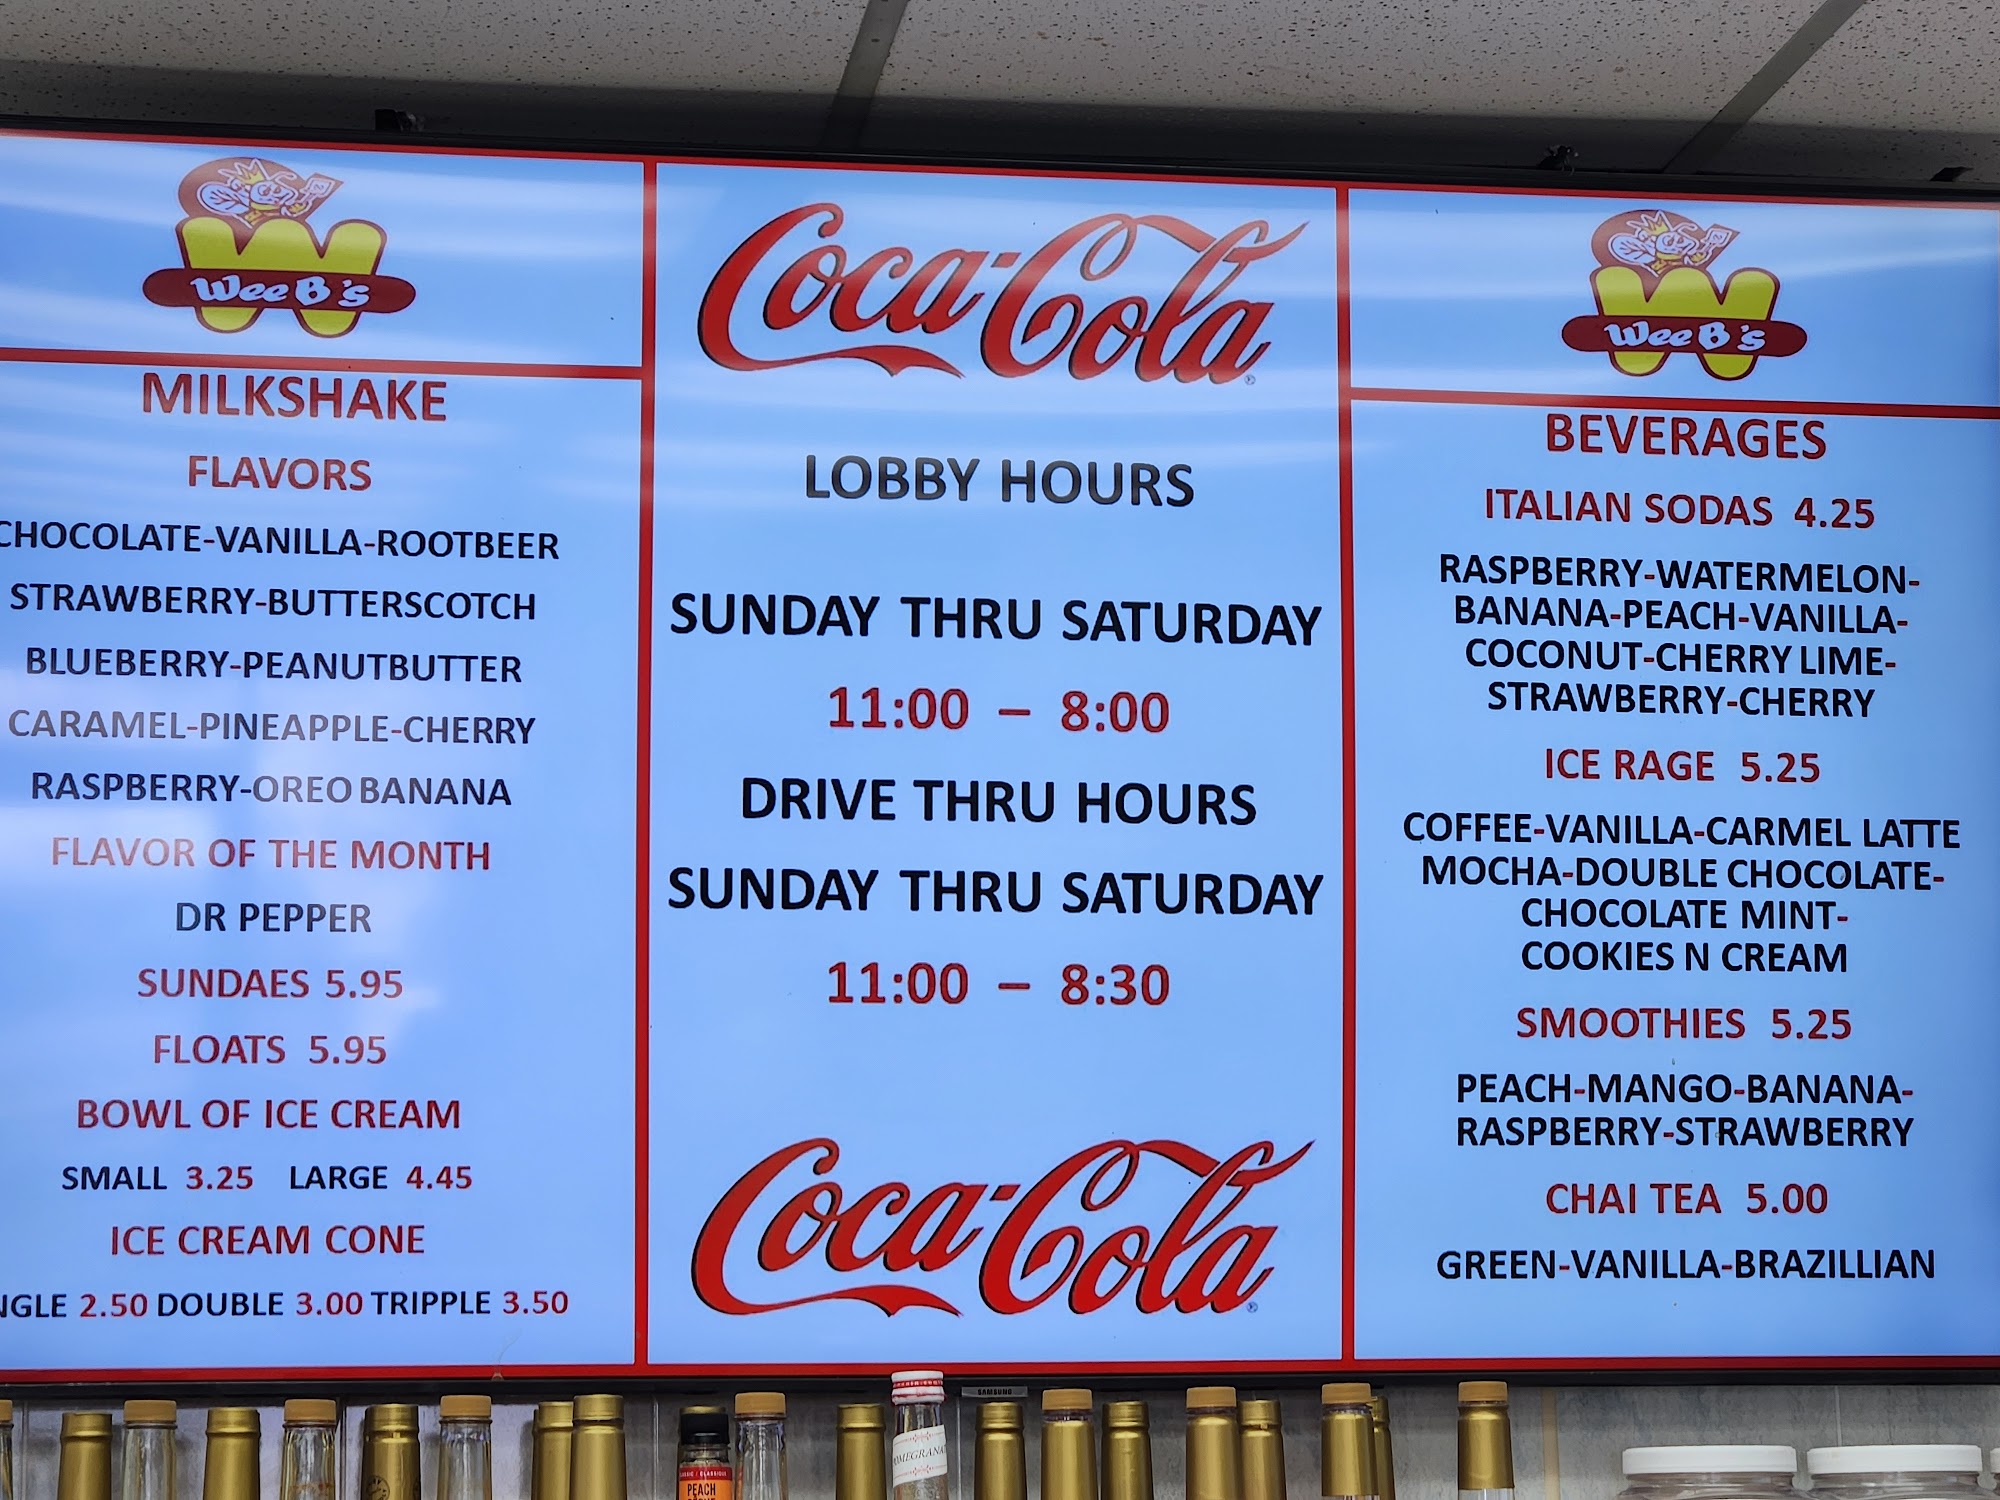 Wee B's
MILKSHAKE
FLAVORS
CHOCOLATE-VANILLA-ROOTBEER
STRAWBERRY-BUTTERSCOTCH
BLUEBERRY-PEANUTBUTTER
CARAMEL-PINEAPPLE-CHERRY
RASPBERRY-OREO BANANA
FLAVOR OF THE MONTH
DR PEPPER
SUNDAES 5.95
FLOATS 5.95
BOWL OF ICE CREAM
SMALL 3.25 LARGE 4.45
ICE CREAM CONE
NGLE 2.50 DOUBLE 3.00 TRIPPLE 3.50
Coca-Cola
LOBBY HOURS
SUNDAY THRU SATURDAY
11:00 – 8:00
DRIVE THRU HOURS
SUNDAY THRU SATURDAY
11:00 – 8:30
Coca-Cola
Wee B's
BEVERAGES
ITALIAN SODAS 4.25
RASPBERRY-WATERMELON-
BANANA-PEACH-VANILLA-
COCONUT-CHERRY LIME-
STRAWBERRY-CHERRY
ICE RAGE 5.25
COFFEE-VANILLA-CARMEL LATTE
MOCHA-DOUBLE CHOCOLATE-
CHOCOLATE MINT-
COOKIES N CREAM
SMOOTHIES 5.25
PEACH-MANGO-BANANA-
RASPBERRY-STRAWBERRY
CHAI TEA 5.00
GREEN-VANILLA-BRAZILLIAN
SAMSUNG
PEACH